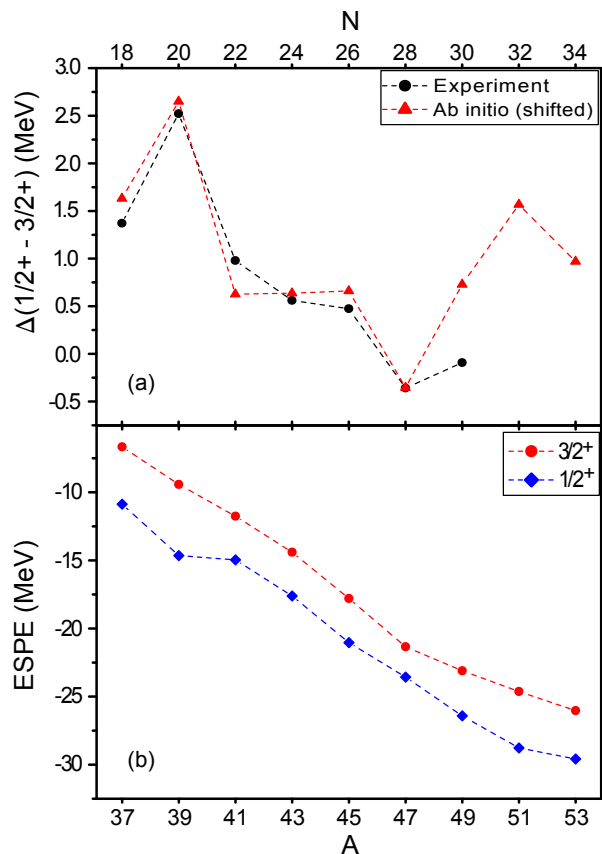 N
18 20 22 24 26 28 30 32 34
3.0
2.5
2.0
1.5
1.0
0.5
0.0
-0.5
Δ(1/2+ - 3/2+) (MeV)
Experiment
Ab initio (shifted)
(a)
-10
-15
-20
-25
-30
ESPE (MeV)
3/2⁺
1/2⁺
(b)
37 39 41 43 45 47 49 51 53
A